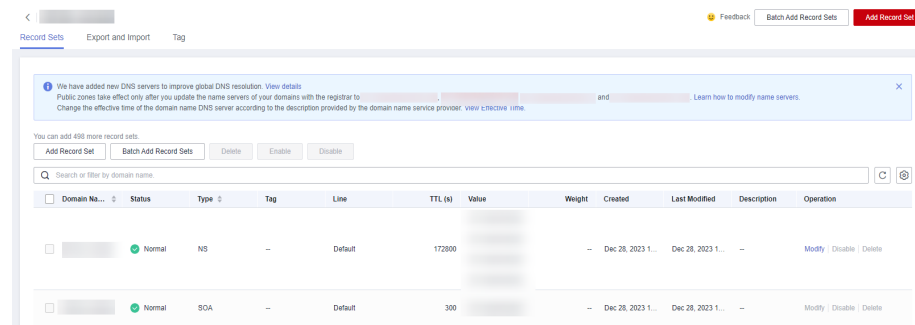 Feedback Batch Add Record Sets Add Record Set
Record Sets Export and Import Tag
We have added new DNS servers to improve global DNS resolution. View details
Public zones take effect only after you update the name servers of your domains with the registrar to , and . Learn how to modify name servers.
Change the effective time of the domain name DNS server according to the description provided by the domain name service provider. View Effective Time.
You can add 498 more record sets.
Add Record Set Batch Add Record Sets Delete Enable Disable
Search or filter by domain name.
Domain Na... Status Type Tag Line TTL (s) Value Weight Created Last Modified Description Operation
Normal NS -- Default 172800 -- Dec 28, 2023 1... Dec 28, 2023 1... -- Modify Disable Delete
Normal SOA -- Default 300 -- Dec 28, 2023 1... Dec 28, 2023 1... -- Modify Disable Delete